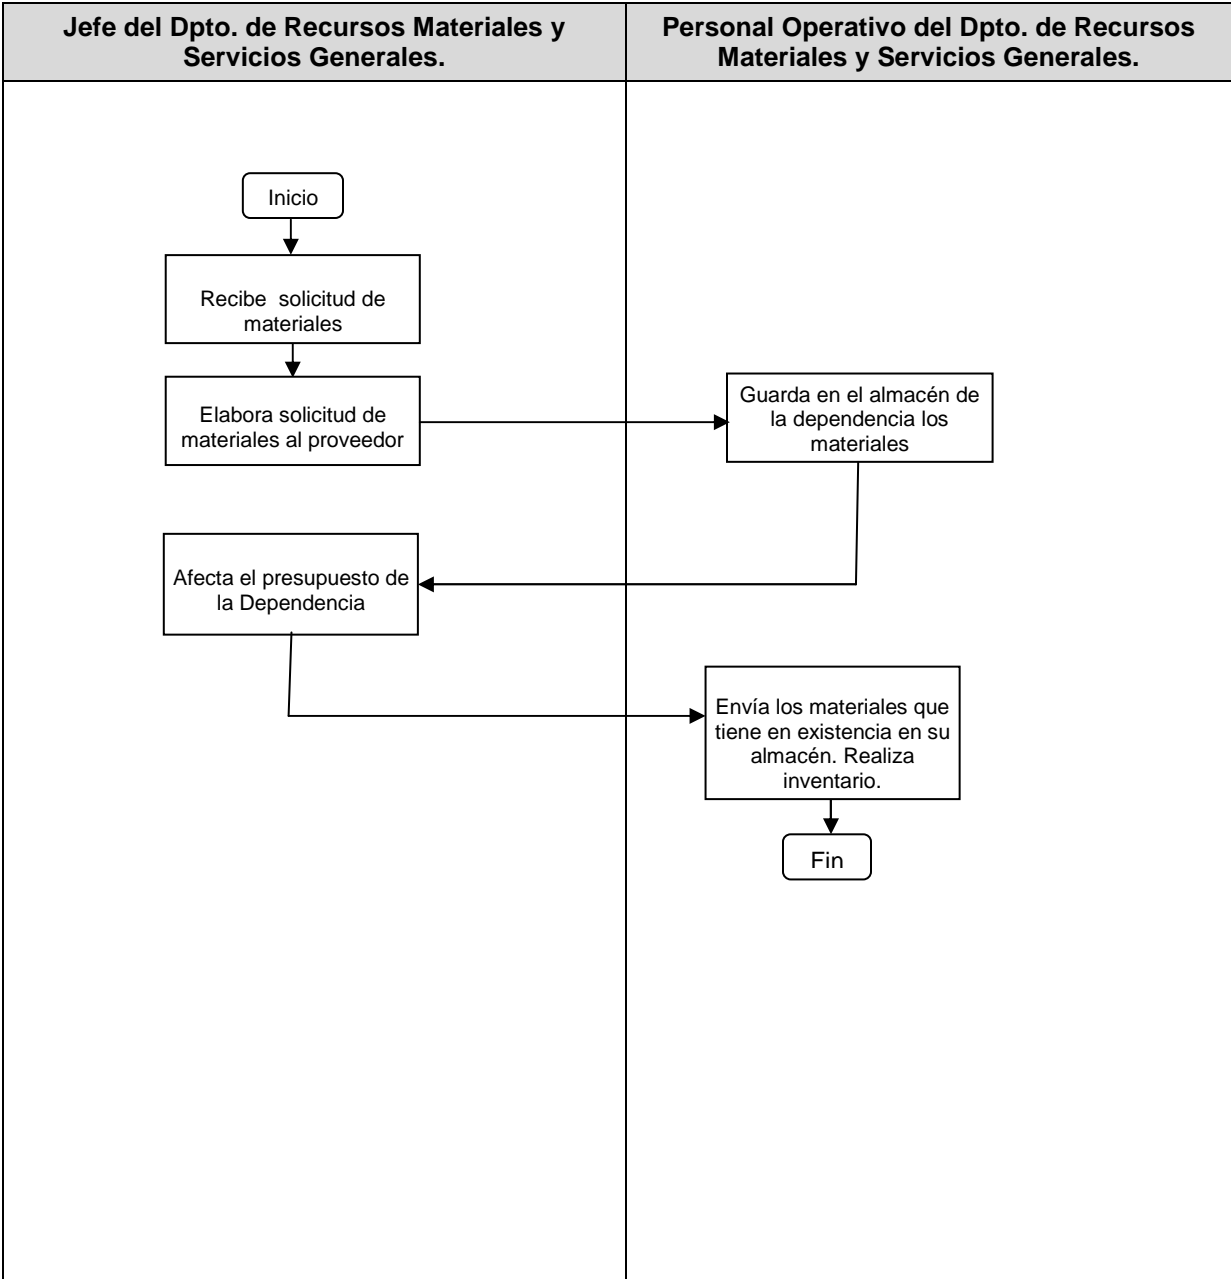 Jefe del Dpto. de Recursos Materiales y
Servicios Generales.
Personal Operativo del Dpto. de Recursos
Materiales y Servicios Generales.
Inicio
Recibe  solicitud de
materiales
Elabora solicitud de
materiales al proveedor
Guarda en el almacén de
la dependencia los
materiales
Afecta el presupuesto de
la Dependencia
Envía los materiales que
tiene en existencia en su
almacén. Realiza
inventario.
Fin